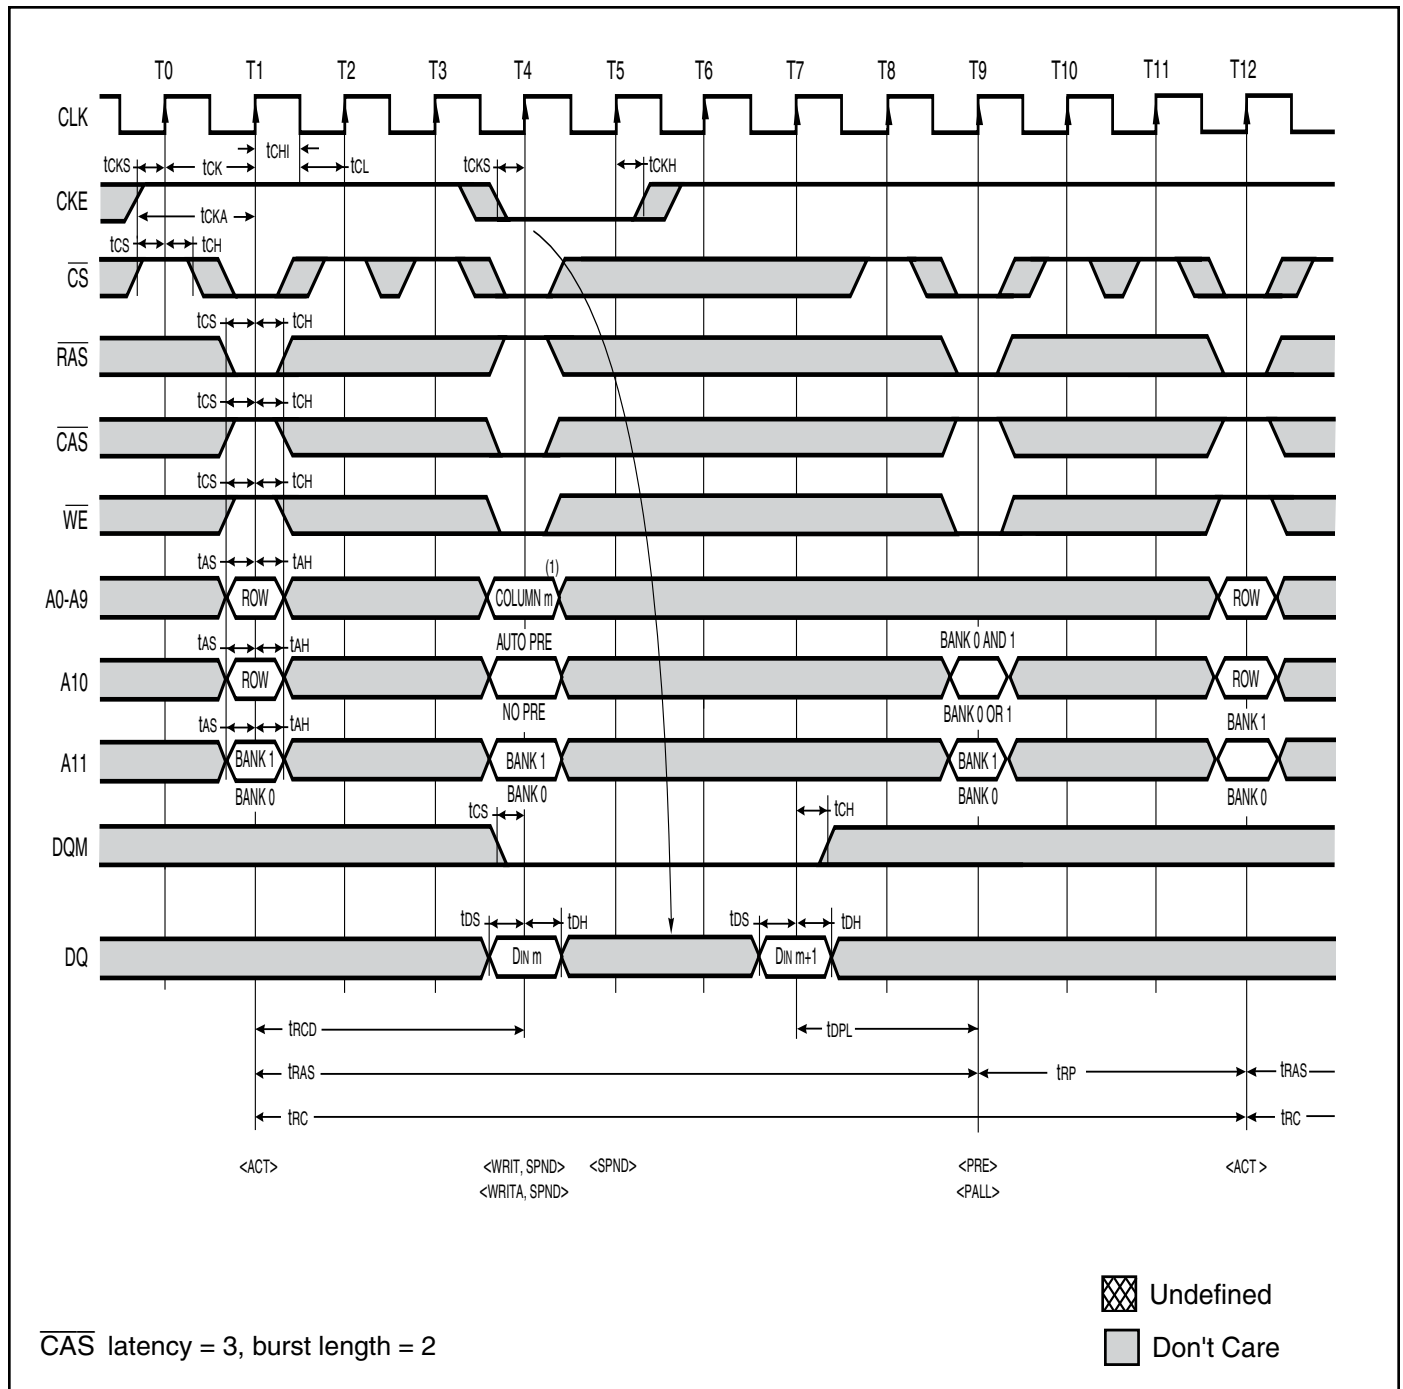 T0 T1 T2 T3 T4 T5 T6 T7 T8 T9 T10 T11 T12
CLK
tCHI
tCKS tCK tCL tCKS tCKH
CKE
tCKA
tCS tCH
CS
tCS tCH
RAS
tCS tCH
CAS
tCS tCH
WE
tAS tAH (1)
A0-A9 ROW COLUMN m ROW
tAS tAH AUTO PRE BANK 0 AND 1
A10 ROW ROW
NO PRE BANK 0 OR 1 BANK 1
tAS tAH
A11 BANK 1 BANK 1 BANK 1
BANK 0 BANK 0 BANK 0 BANK 0
tCS tCH
DQM
tDS tDH tDS tDH
DQ DIN m DIN m+1
tRCD tDPL
tRAS tRP tRAS
tRC tRC
<ACT> <WRIT, SPND> <SPND> <PRE> <ACT >
<WRITA, SPND> <PALL>
Undefined
CAS latency = 3, burst length = 2 Don't Care